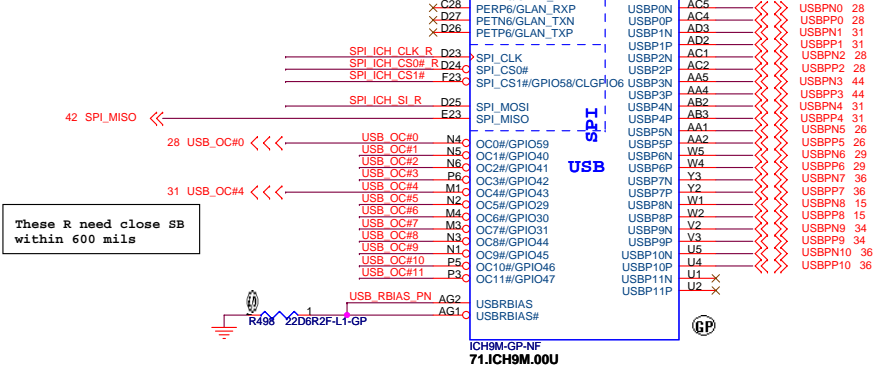 C28 PERP6/GLAN_RXP USBP0N AC5 USBPN0 28
D27 PETN6/GLAN_TXN USBP0P AC4 USBPP0 28
D26 PETP6/GLAN_TXP USBP1N AD3 USBPN1 31
USBP1P AD2 USBPP1 31
SPI_ICH_CLK_R D23 SPI_CLK USBP2N AC1 USBPN2 28
SPI_ICH_CS0#_R D24 SPI_CS0# USBP2P AC2 USBPP2 28
SPI_ICH_CS1# F23 SPI_CS1#/GPIO58/CLGPIO6 USBP3N AA5 USBPN3 44
USBP3P AA4 USBPP3 44
SPI_ICH_SI_R D25 SPI_MOSI USBP4N AB2 USBPN4 31
42 SPI_MISO E23 SPI_MISO USBP4P AB3 USBPP4 31
SPI
USBP5N AA1 USBPN5 26
28 USB_OC#0 USB_OC#0 N4 OC0#/GPIO59 USBP5P AA2 USBPP5 26
USB_OC#1 N5 OC1#/GPIO40 USBP6N W5 USBPN6 29
USB_OC#2 N6 OC2#/GPIO41 USB USBP6P W4 USBPP6 29
USB_OC#3 P6 OC3#/GPIO42 USBP7N Y3 USBPN7 36
31 USB_OC#4 USB_OC#4 M1 OC4#/GPIO43 USBP7P Y2 USBPP7 36
USB_OC#5 N2 OC5#/GPIO29 USBP8N W1 USBPN8 15
USB_OC#6 M4 OC6#/GPIO30 USBP8P W2 USBPP8 15
USB_OC#7 M3 OC7#/GPIO31 USBP9N V2 USBPN9 34
USB_OC#8 N3 OC8#/GPIO44 USBP9P V3 USBPP9 34
USB_OC#9 N1 OC9#/GPIO45 USBP10N U5 USBPN10 36
USB_OC#10 P5 OC10#/GPIO46 USBP10P U4 USBPP10 36
USB_OC#11 P3 OC11#/GPIO47 USBP11N U1
USBP11P U2
These R need close SB
within 600 mils
USB_RBIAS_PN AG2 USBRBIAS
1 AG1 USBRBIAS#
R498 22D6R2F-L1-GP
GP
ICH9M-GP-NF
71.ICH9M.00U